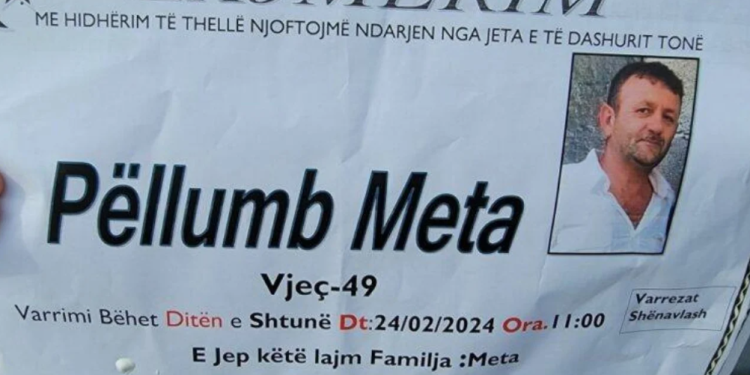 ME HIDHËRIM TË THELLË NJOFTOJMË NDARJEN NGA JETA E TË DASHURIT TONË
Pëllumb Meta
Vjeç-49
Varrimi Bëhet Ditën e Shtunë Dt:24/02/2024 Ora.11:00
Varrezat
Shënavlash
E Jep këtë lajm Familja :Meta